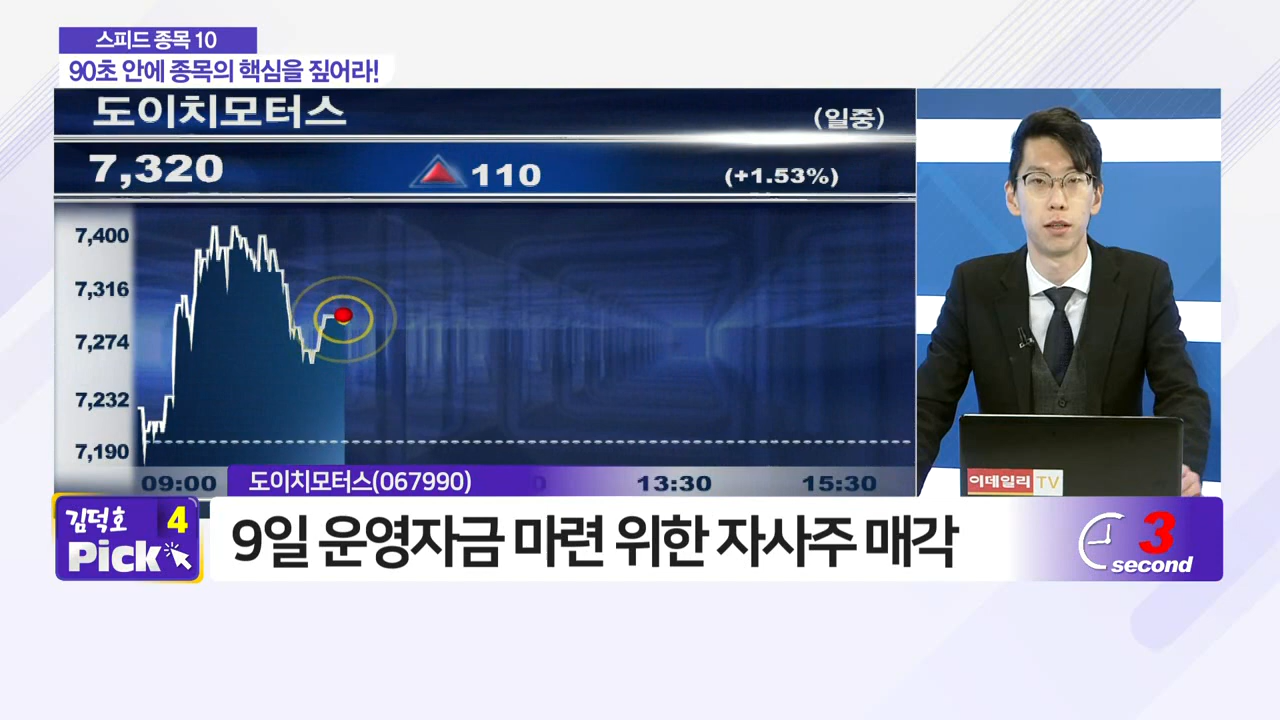 스피드 종목 10
90초 안에 종목의 핵심을 짚어라!
도이치모터스
(일중)
7,320
110
(+1.53%)
7,400
7,316
7,274
7,232
7,190
09:00
13:30
15:30
도이치모터스(067990)
이데일리 TV
김덕호 4
Pick
9일 운영자금 마련 위한 자사주 매각
3
second